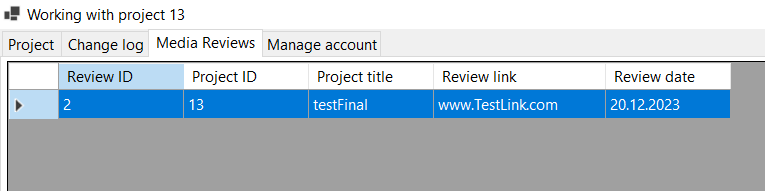 Working with project 13
Project Change log Media Reviews Manage account
Review ID Project ID Project title Review link Review date
2 13 testFinal www.TestLink.com 20.12.2023